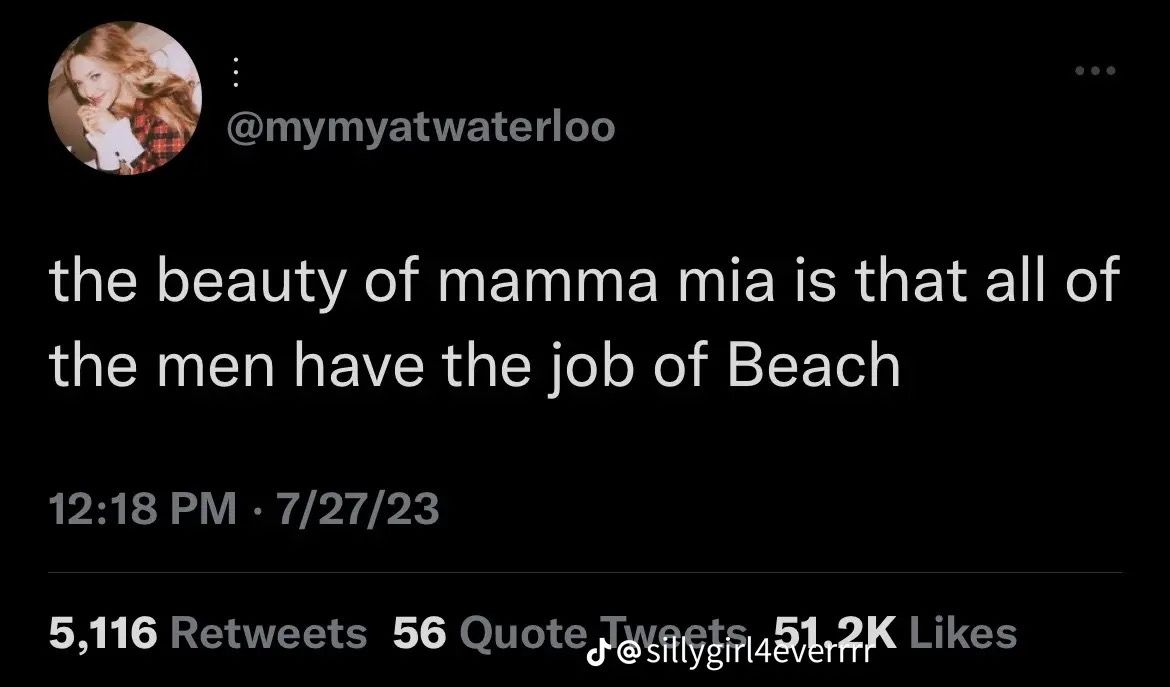 ⋮
@mymyatwaterloo
the beauty of mamma mia is that all of
the men have the job of Beach
12:18 PM · 7/27/23
5,116 Retweets 56 Quote Tweets 51.2K Likes
@sillygirl4everrrr